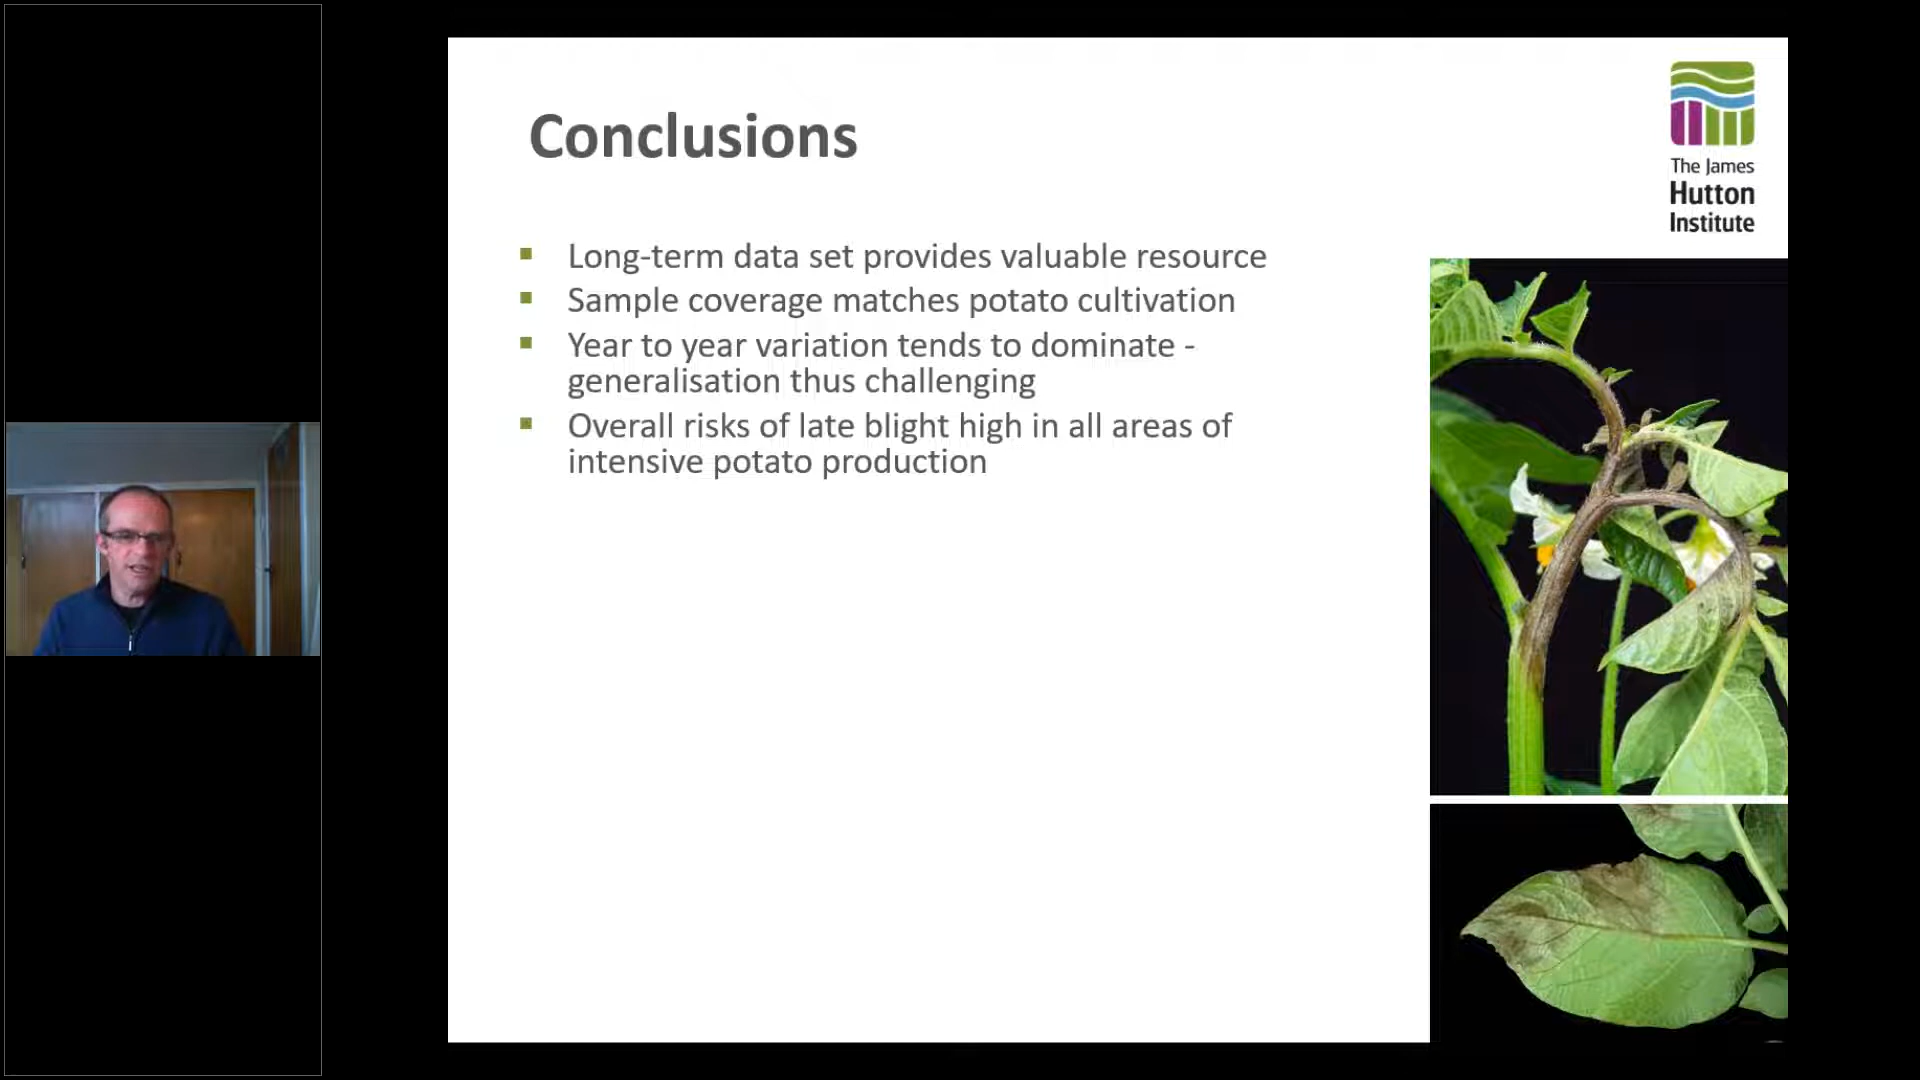 Conclusions
The James
Hutton
Institute
Long-term data set provides valuable resource
Sample coverage matches potato cultivation
Year to year variation tends to dominate -
generalisation thus challenging
Overall risks of late blight high in all areas of
intensive potato production